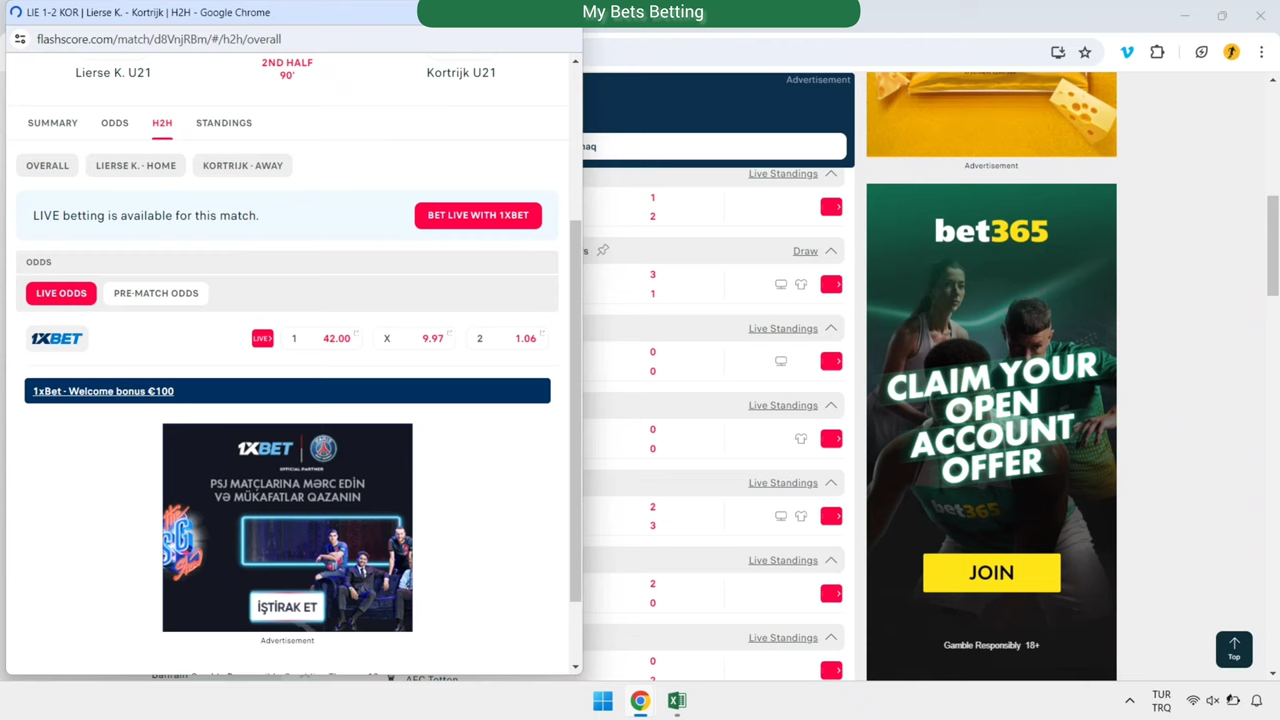 My Bets Betting
LIE 1-2 KOR | Lierse K. - Kortrijk | H2H - Google Chrome
flashscore.com/match/d8VnjRBm/#/h2h/overall
2ND HALF
Lierse K. U21
90'
Kortrijk U21
SUMMARY
ODDS
H2H
STANDINGS
OVERALL
LIERSE K. - HOME
KORTRIJK - AWAY
LIVE betting is available for this match.
BET LIVE WITH 1XBET
ODDS
LIVE ODDS
PRE-MATCH ODDS
1XBET
LIVE
1
42.00
X
9.97
2
1.06
1xBet - Welcome bonus €100
1XBET
OFFICIAL PARTNER
PSJ MATÇLARINA MƏRC EDİN
VƏ MÜKAFATLAR QAZANIN
İŞTİRAK ET
Advertisement
AFC Totton
Advertisement
Live Standings
1
2
Draw
3
1
Live Standings
0
0
Live Standings
0
0
Live Standings
2
3
Live Standings
2
0
Live Standings
0
Advertisement
bet365
CLAIM YOUR
OPEN
ACCOUNT
OFFER
JOIN
Gamble Responsibly 18+
Top
TUR
TRQ